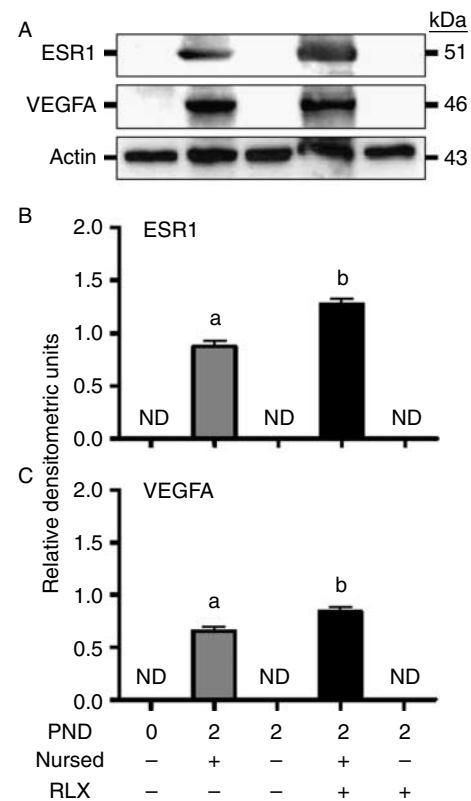 A
kDa
ESR1
51
VEGFA
46
Actin
43
B
ESR1
2.0
1.5
1.0
0.5
0.0
ND
a
ND
b
ND
C
VEGFA
2.0
1.5
1.0
0.5
0.0
ND
a
ND
b
ND
Relative densitometric units
PND 0 2 2 2 2
Nursed – + – + –
RLX – – – + +